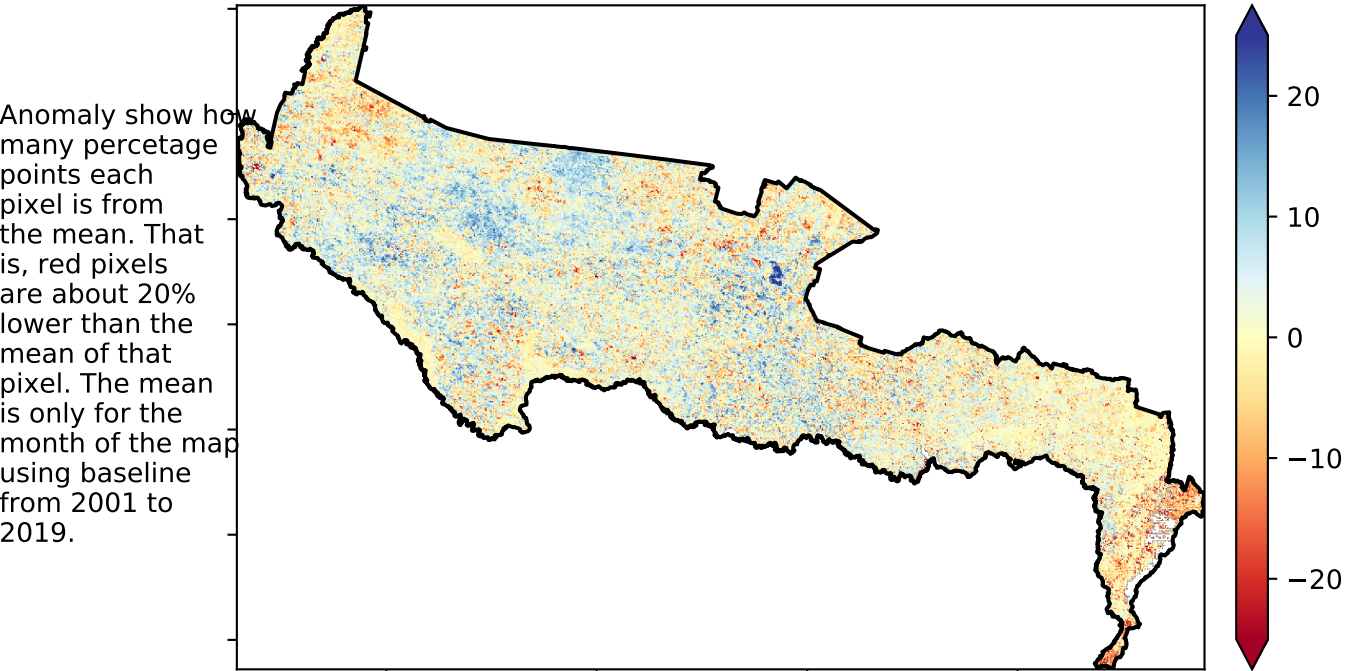 Anomaly show how
many percetage
points each
pixel is from
the mean. That
is, red pixels
are about 20%
lower than the
mean of that
pixel. The mean
is only for the
month of the map
using baseline
from 2001 to
2019.
20
10
0
−10
−20